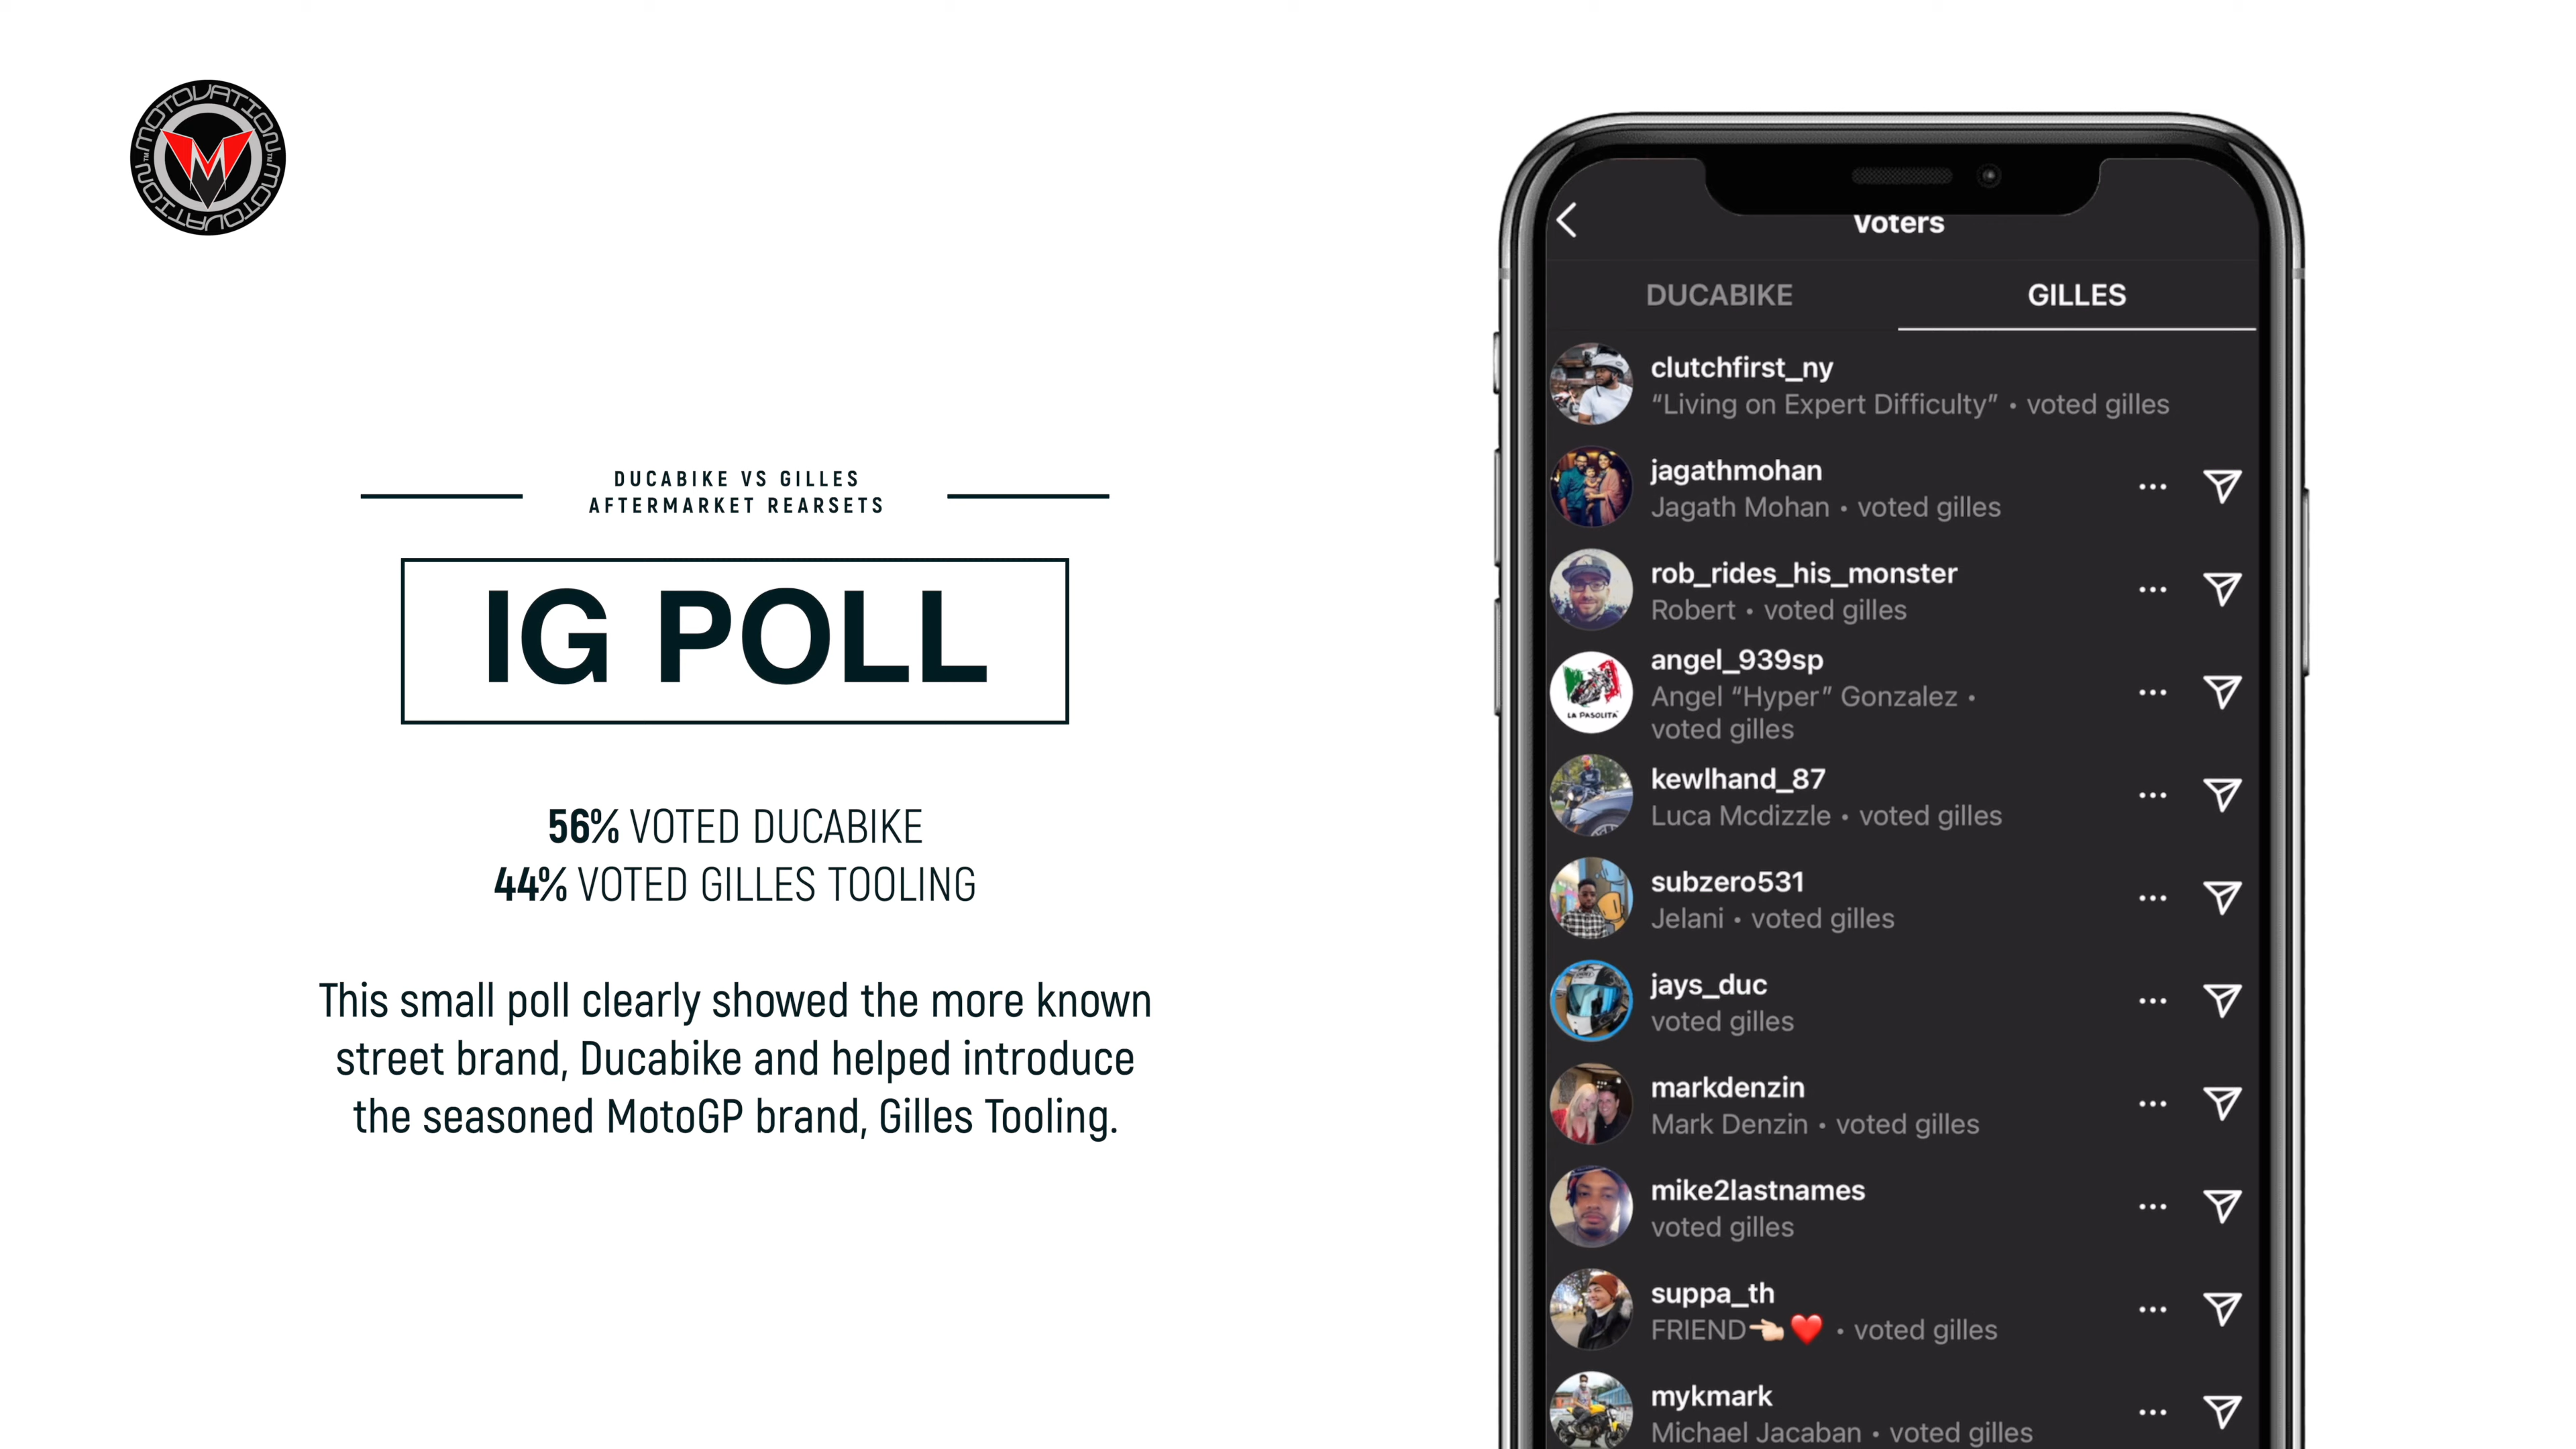 MOTOVATION™ MOTOVATION™
M
DUCABIKE VS GILLES
AFTERMARKET REARSETS
IG POLL
56% VOTED DUCABIKE
44% VOTED GILLES TOOLING
This small poll clearly showed the more known
street brand, Ducabike and helped introduce
the seasoned MotoGP brand, Gilles Tooling.
Voters
DUCABIKE
GILLES
clutchfirst_ny
“Living on Expert Difficulty” • voted gilles
jagathmohan
Jagath Mohan • voted gilles
rob_rides_his_monster
Robert • voted gilles
angel_939sp
Angel “Hyper” Gonzalez •
voted gilles
LA PASOLITA
kewlhand_87
Luca Mcdizzle • voted gilles
subzero531
Jelani • voted gilles
jays_duc
voted gilles
markdenzin
Mark Denzin • voted gilles
mike2lastnames
voted gilles
suppa_th
FRIEND👈🏻❤️ • voted gilles
mykmark
Michael Jacaban • voted gilles